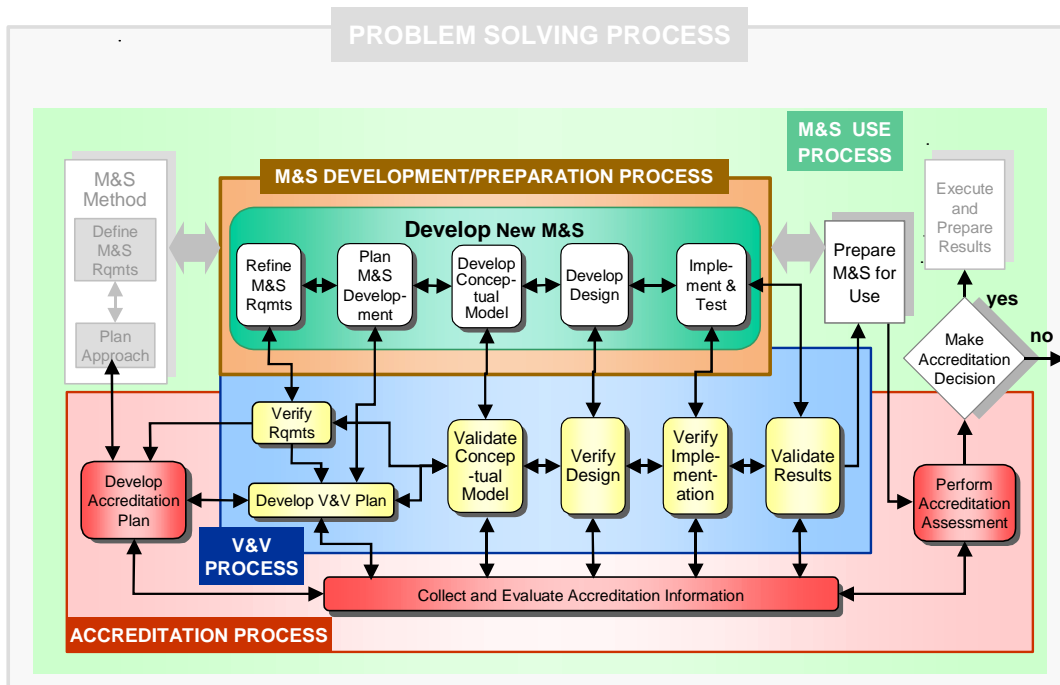 PROBLEM SOLVING PROCESS
M&S USE
PROCESS
M&S DEVELOPMENT/PREPARATION PROCESS
M&S
Method
Define
M&S
Rqmts
Plan
Approach
Develop New M&S
Refine
M&S
Rqmts
Plan
M&S
Develop-
ment
Develop
Concep-
tual
Model
Develop
Design
Imple-
ment &
Test
Prepare
M&S for
Use
Execute
and
Prepare
Results
yes
no
Make
Accreditation
Decision
Verify
Rqmts
Develop V&V Plan
Validate
Concep-
tual
Model
Verify
Design
Verify
Implem-
ent-
ation
Validate
Results
Develop
Accreditation
Plan
Perform
Accreditation
Assessment
V&V
PROCESS
Collect and Evaluate Accreditation Information
ACCREDITATION PROCESS